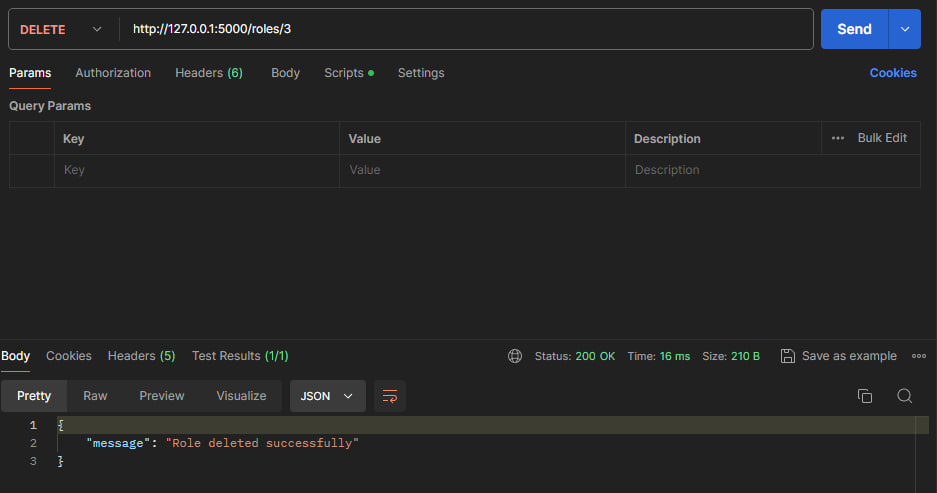 DELETE http://127.0.0.1:5000/roles/3 Send
Params Authorization Headers (6) Body Scripts Settings Cookies
Query Params
Key Value Description ••• Bulk Edit
Key Value Description
Body Cookies Headers (5) Test Results (1/1) Status: 200 OK Time: 16 ms Size: 210 B Save as example
Pretty Raw Preview Visualize JSON
1 {
2 "message": "Role deleted successfully"
3 }